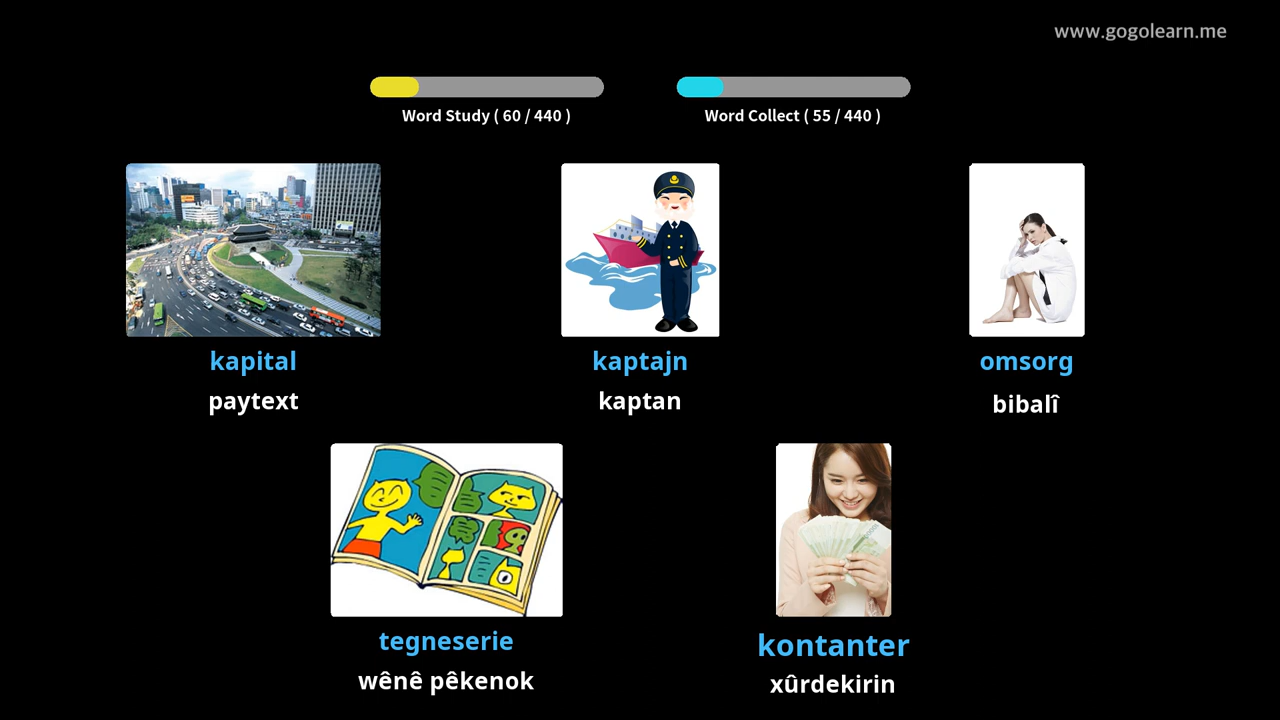 www.gogolearn.me
Word Study ( 60 / 440 )
Word Collect ( 55 / 440 )
kapital
paytext
kaptajn
kaptan
omsorg
bibalî
tegneserie
wênê pêkenok
kontanter
xûrdekirin